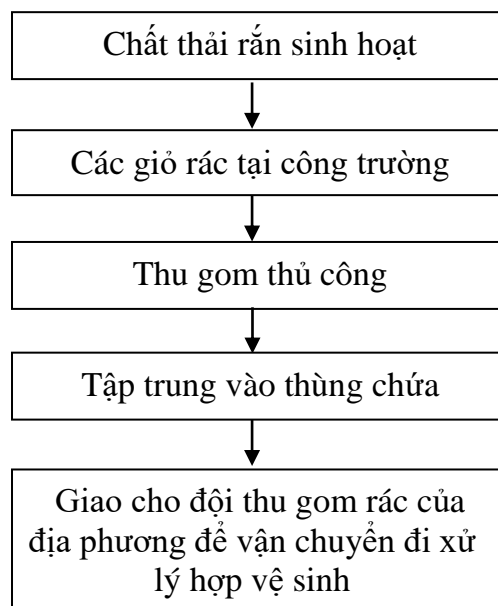 Chất thải rắn sinh hoạt
Các giỏ rác tại công trường
Thu gom thủ công
Tập trung vào thùng chứa
Giao cho đội thu gom rác của
địa phương để vận chuyển đi xử
lý hợp vệ sinh